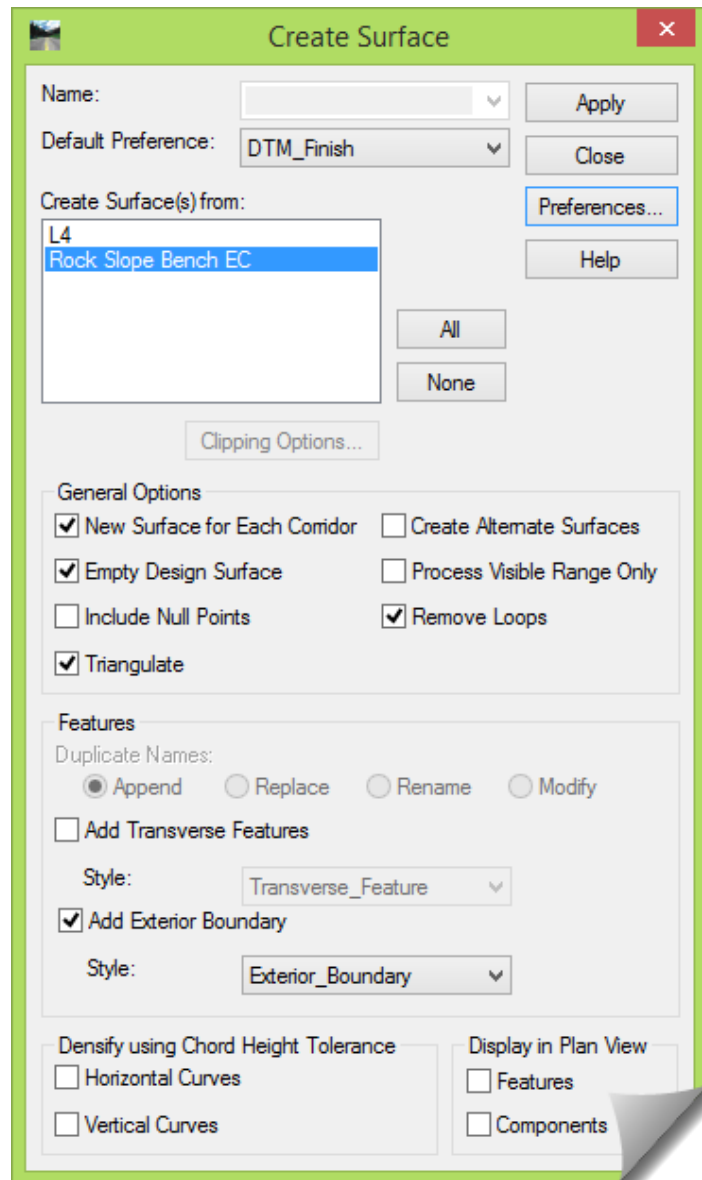 Create Surface
Name:
Apply
Default Preference: DTM_Finish
Close
Create Surface(s) from:
Preferences...
L4
Rock Slope Bench EC
Help
All
None
Clipping Options...
General Options
New Surface for Each Corridor Create Alternate Surfaces
Empty Design Surface Process Visible Range Only
Include Null Points Remove Loops
Triangulate
Features
Duplicate Names:
Append Replace Rename Modify
Add Transverse Features
Style: Transverse_Feature
Add Exterior Boundary
Style: Exterior_Boundary
Densify using Chord Height Tolerance Display in Plan View
Horizontal Curves Features
Vertical Curves Components